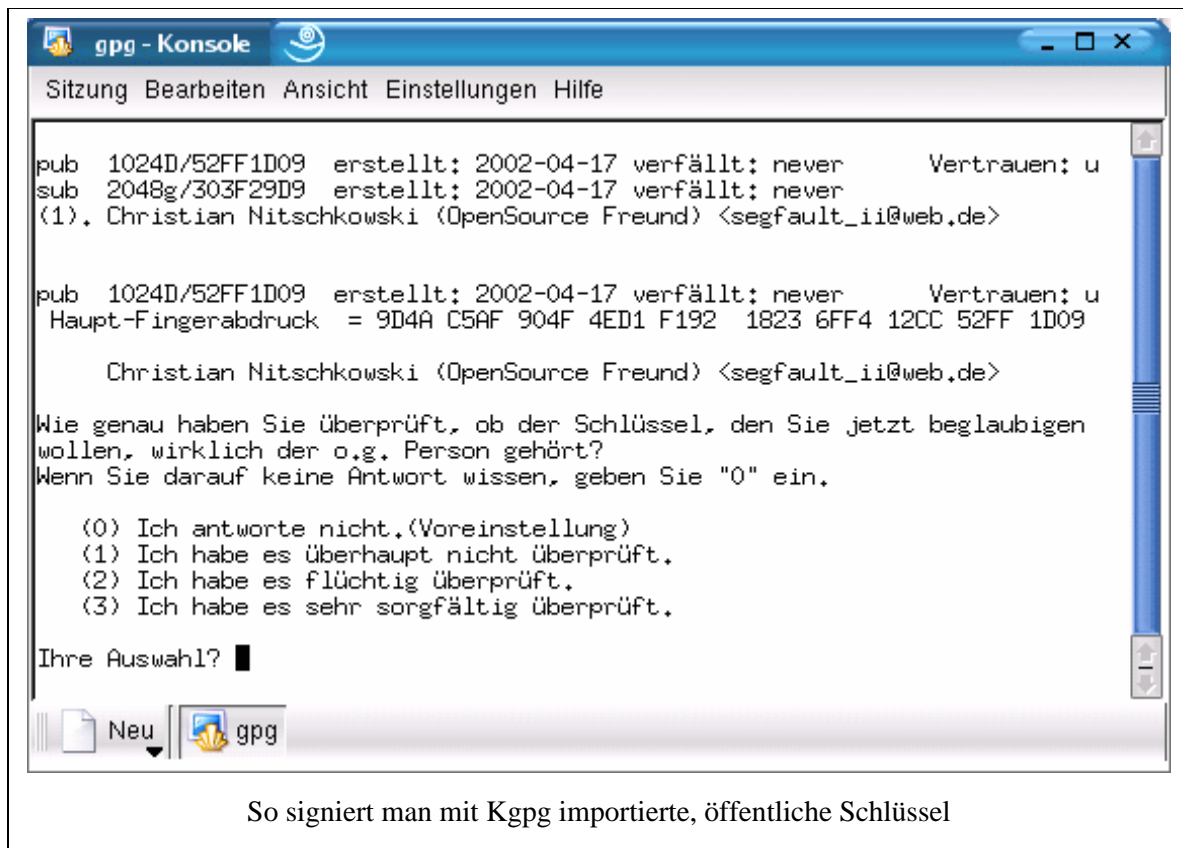 gpg - Konsole
Sitzung Bearbeiten Ansicht Einstellungen Hilfe
pub 1024D/52FF1D09 erstellt: 2002-04-17 verfällt: never Vertrauen: u
sub 2048g/303F29D9 erstellt: 2002-04-17 verfällt: never
(1). Christian Nitschkowski (OpenSource Freund) <segfault_ii@web.de>
pub 1024D/52FF1D09 erstellt: 2002-04-17 verfällt: never Vertrauen: u
Haupt-Fingerabdruck = 9D4A C5AF 904F 4ED1 F192 1823 6FF4 12CC 52FF 1D09
Christian Nitschkowski (OpenSource Freund) <segfault_ii@web.de>
Wie genau haben Sie überprüft, ob der Schlüssel, den Sie jetzt beglaubigen
wollen, wirklich der o.g. Person gehört?
Wenn Sie darauf keine Antwort wissen, geben Sie "0" ein.
(0) Ich antworte nicht.(Voreinstellung)
(1) Ich habe es überhaupt nicht überprüft.
(2) Ich habe es flüchtig überprüft.
(3) Ich habe es sehr sorgfältig überprüft.
Ihre Auswahl?
Neu gpg
So signiert man mit Kgpg importierte, öffentliche Schlüssel